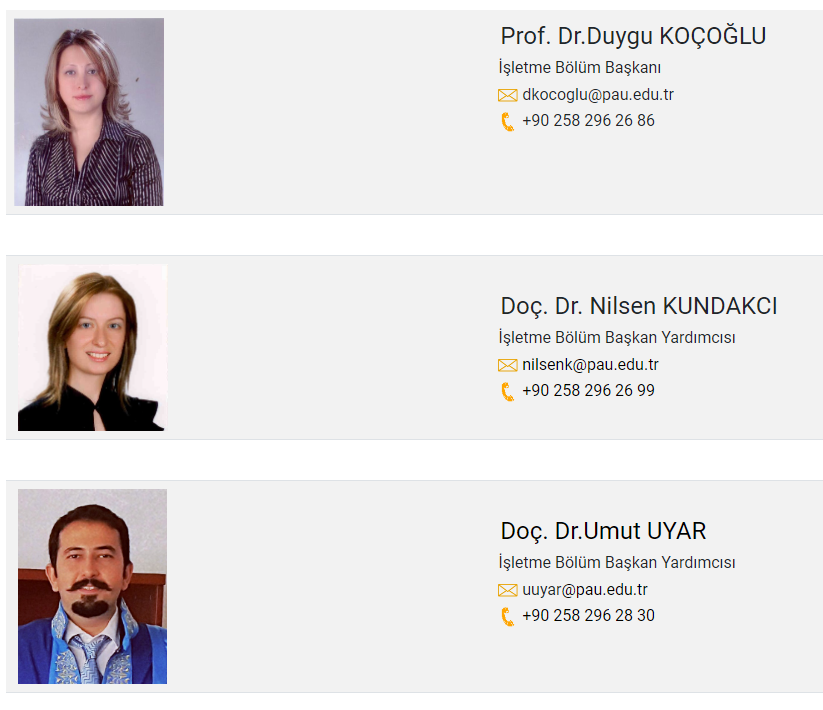 Prof. Dr.Duygu KOÇOĞLU
İşletme Bölüm Başkanı
dkocoglu@pau.edu.tr
+90 258 296 26 86
Doç. Dr. Nilsen KUNDAKCI
İşletme Bölüm Başkan Yardımcısı
nilsenk@pau.edu.tr
+90 258 296 26 99
Doç. Dr.Umut UYAR
İşletme Bölüm Başkan Yardımcısı
uuyar@pau.edu.tr
+90 258 296 28 30